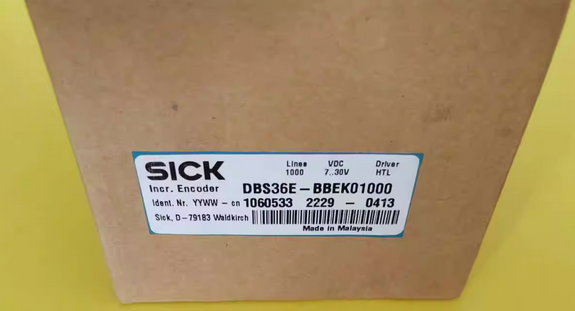 SICK Lines VDC Driver
1000 7..30V HTL
Incr. Encoder DBS36E-BBEK01000
Ident. Nr. YYWW-cn 1060533 2229 - 0413
Sick, D-79183 Waldkirch
Made in Malaysia